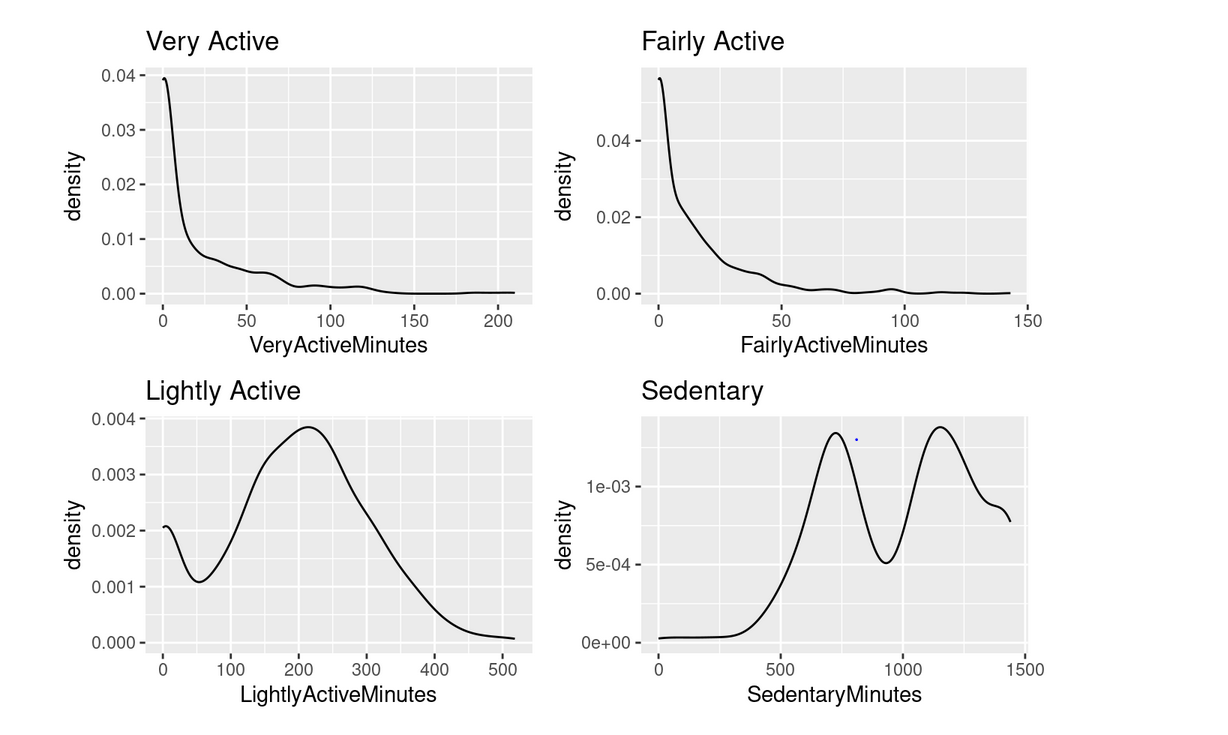 Very Active
0.04
0.03
0.02
0.01
0.00
density
0 50 100 150 200
VeryActiveMinutes
Fairly Active
0.04
0.02
0.00
density
0 50 100 150
FairlyActiveMinutes
Lightly Active
0.004
0.003
0.002
0.001
0.000
density
0 100 200 300 400 500
LightlyActiveMinutes
Sedentary
1e-03
5e-04
0e+00
density
0 500 1000 1500
SedentaryMinutes